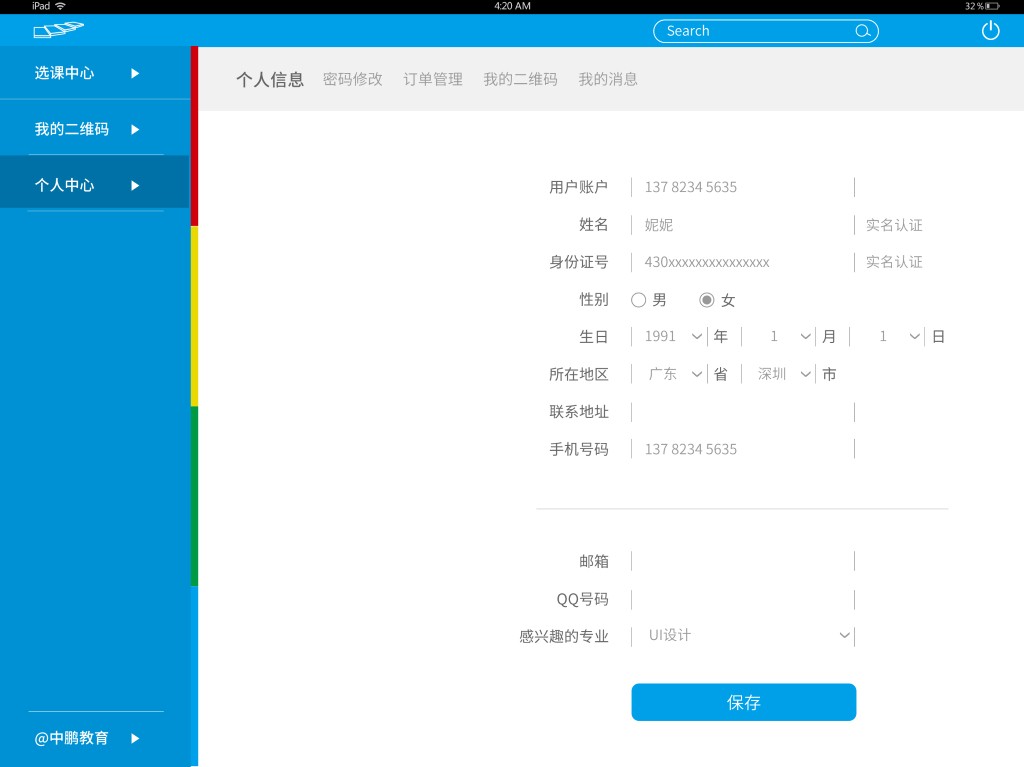 iPad 4:20 AM 32%
Search
选课中心
我的二维码
个人中心
@中鹏教育
个人信息 密码修改 订单管理 我的二维码 我的消息
用户账户 137 8234 5635
姓名 妮妮 实名认证
身份证号 430xxxxxxxxxxxxxxx 实名认证
性别 男 女
生日 1991 年 1 月 1 日
所在地区 广东 省 深圳 市
联系地址
手机号码 137 8234 5635
邮箱
QQ号码
感兴趣的专业 UI设计
保存